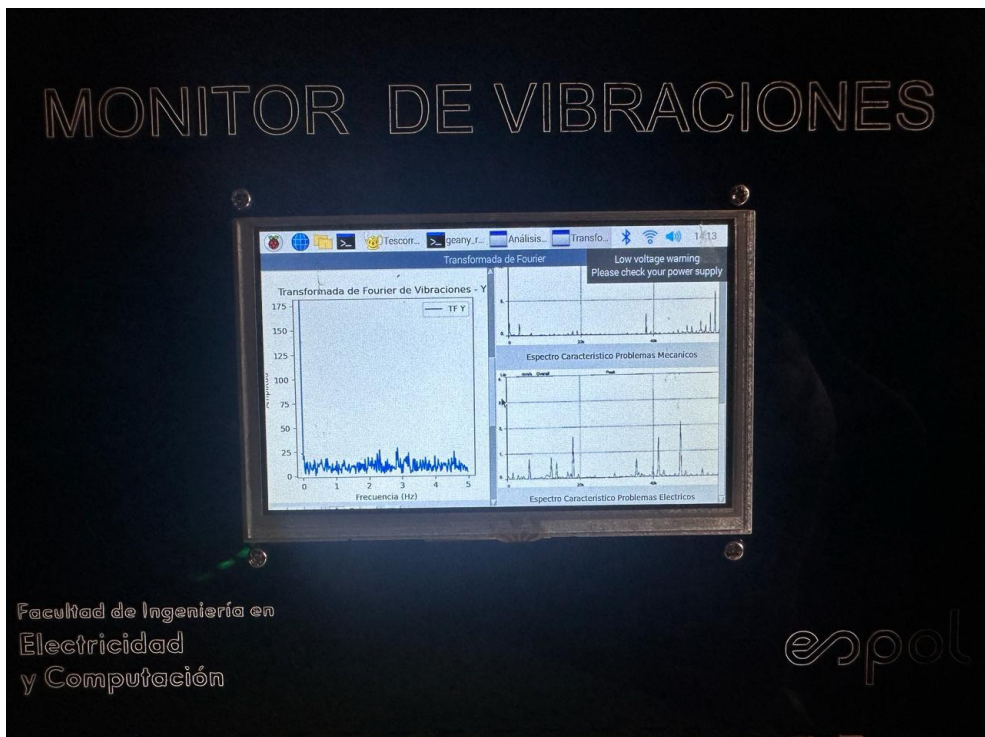 MONITOR DE VIBRACIONES
Tescorr... geany_r... Análisis... Transfo... 14:13
Transformada de Fourier
Low voltage warning
Please check your power supply
Transformada de Fourier de Vibraciones - Y
TF Y
175
150
125
100
75
50
25
0
0 1 2 3 4 5
Frecuencia (Hz)
Espectro Caracteristico Problemas Mecanicos
Overall
Espectro Caracteristico Problemas Electricos
Facultad de Ingeniería en
Electricidad
y Computación
espol